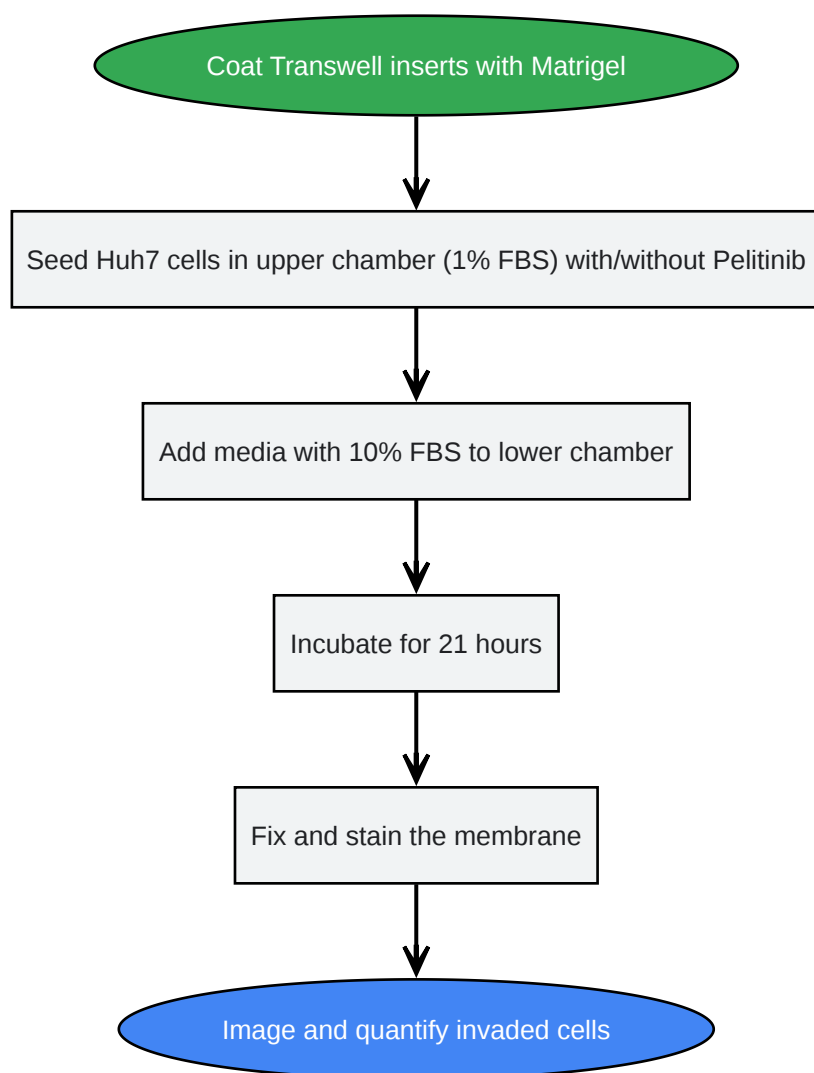 Coat Transwell inserts with Matrigel
Seed Huh7 cells in upper chamber (1% FBS) with/without Pelitinib
Add media with 10% FBS to lower chamber
Incubate for 21 hours
Fix and stain the membrane
Image and quantify invaded cells